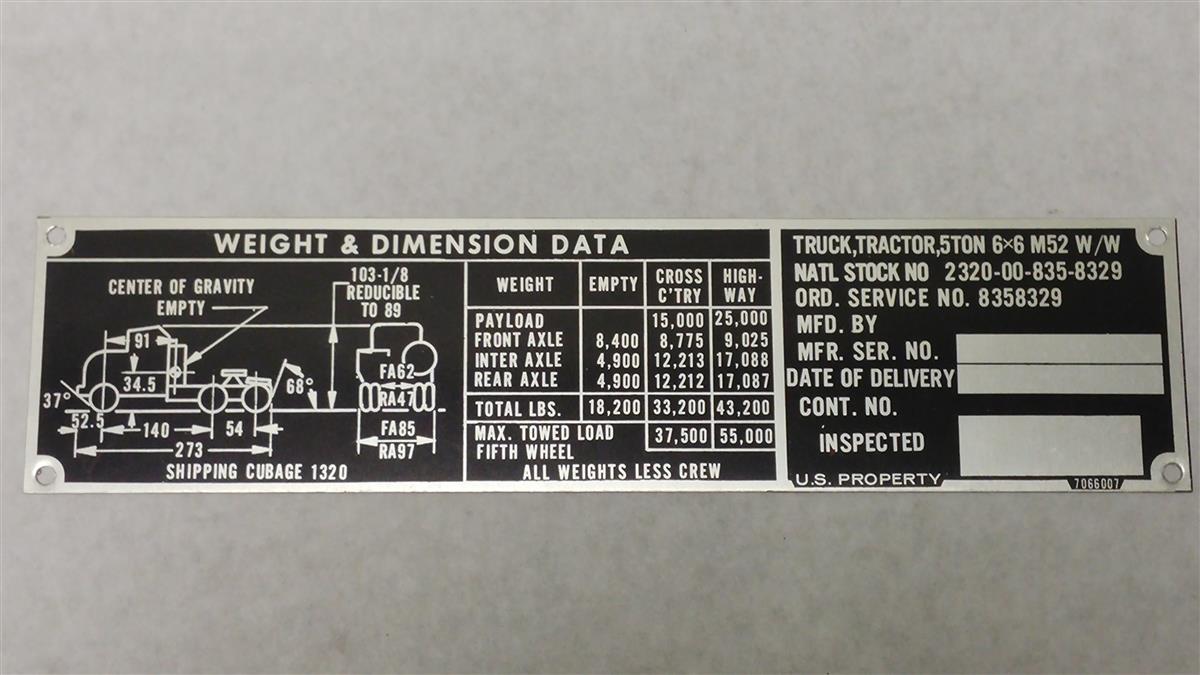 WEIGHT & DIMENSION DATA
CENTER OF GRAVITY
EMPTY
103-1/8
REDUCIBLE
TO 89
91
34.5
37°
68°
52.5
140
54
273
FA62
RA47
FA85
RA97
SHIPPING CUBAGE 1320
WEIGHT EMPTY CROSS C'TRY HIGH-WAY
PAYLOAD 15,000 25,000
FRONT AXLE 8,400 8,775 9,025
INTER AXLE 4,900 12,213 17,088
REAR AXLE 4,900 12,212 17,087
TOTAL LBS. 18,200 33,200 43,200
MAX. TOWED LOAD 37,500 55,000
FIFTH WHEEL
ALL WEIGHTS LESS CREW
TRUCK,TRACTOR,5TON 6×6 M52 W/W
NATL STOCK NO 2320-00-835-8329
ORD. SERVICE NO. 8358329
MFD. BY
MFR. SER. NO.
DATE OF DELIVERY
CONT. NO.
INSPECTED
U.S. PROPERTY
7066007